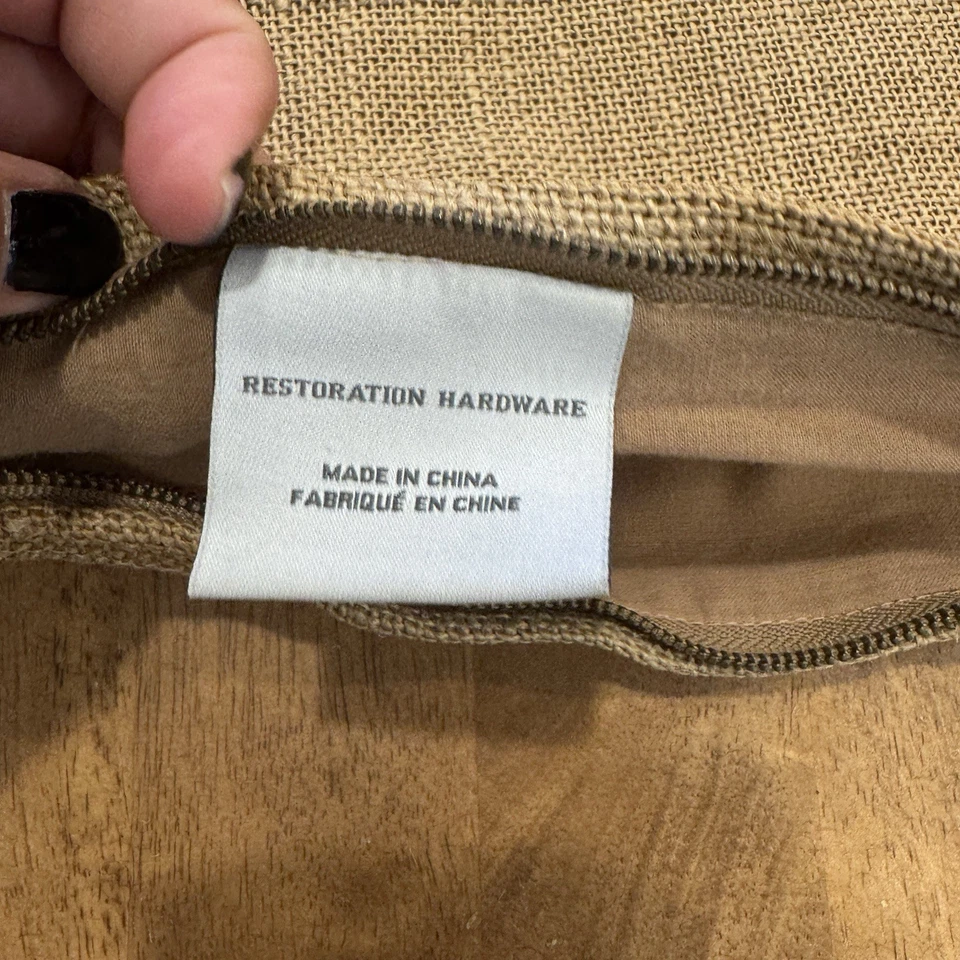 RESTORATION HARDWARE
MADE IN CHINA
FABRIQUÉ EN CHINE